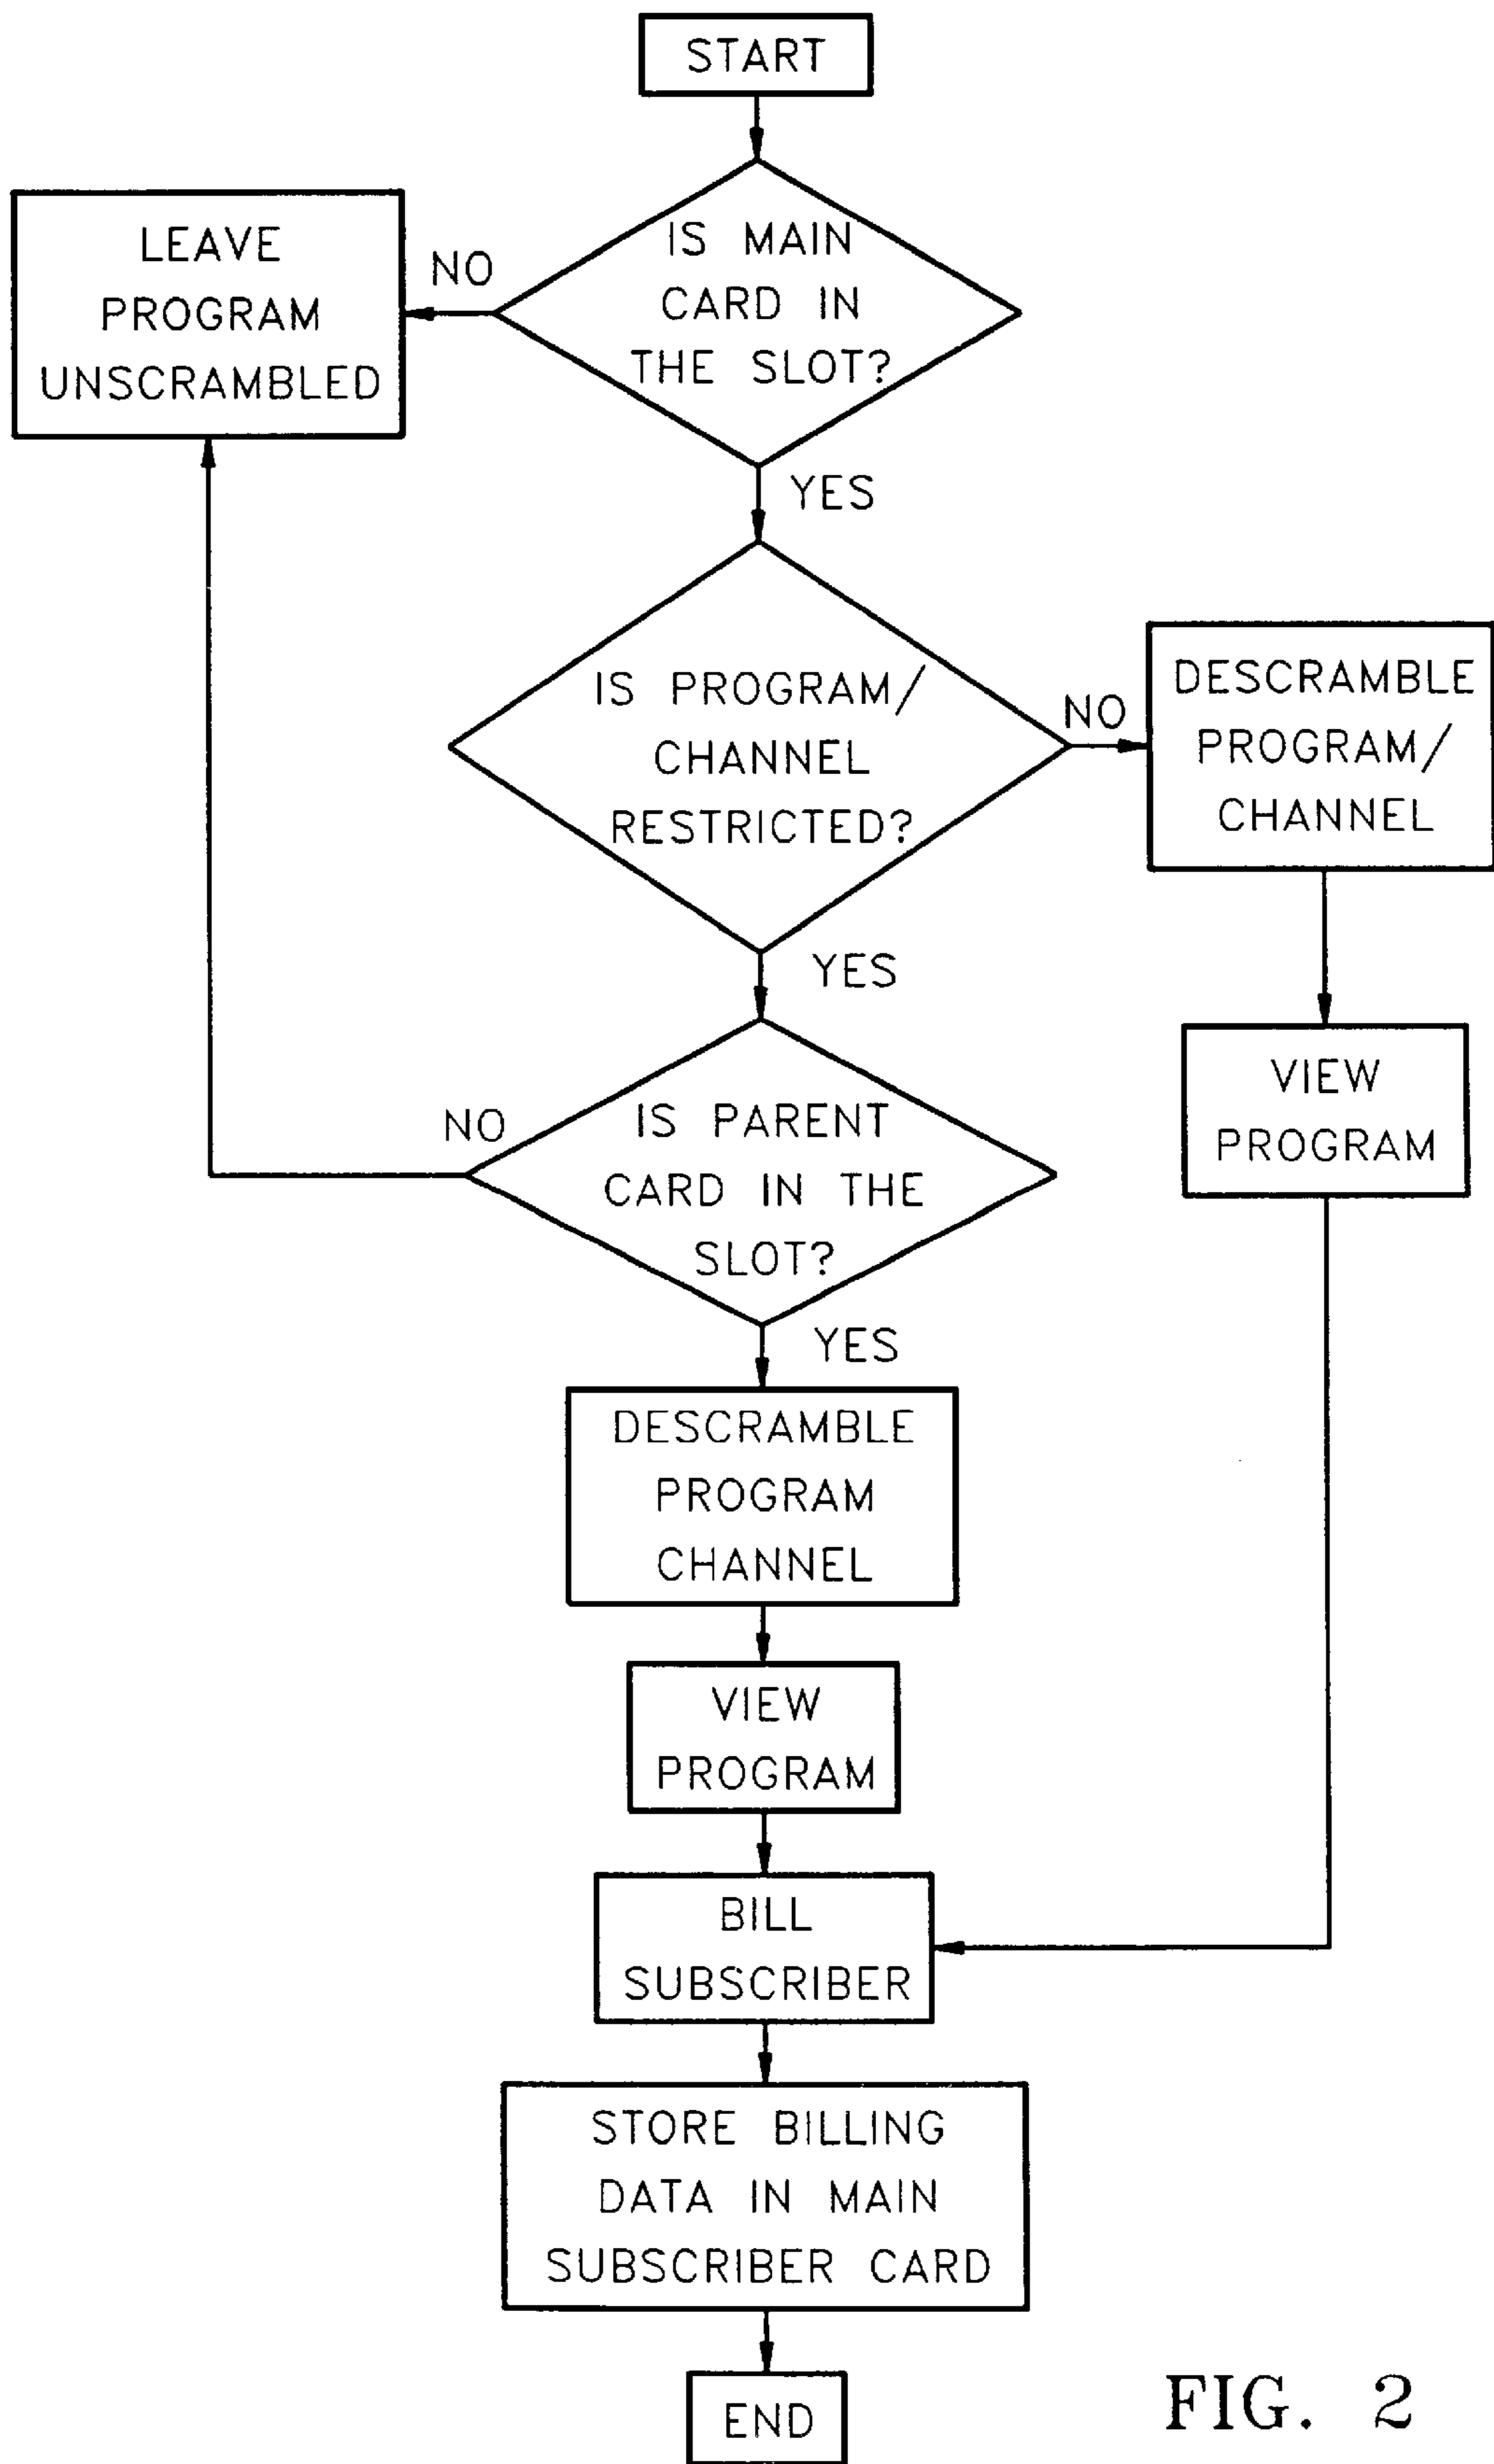 START
IS MAIN
CARD IN
THE SLOT?
NO
LEAVE
PROGRAM
UNSCRAMBLED
YES
IS PROGRAM/
CHANNEL
RESTRICTED?
NO
DESCRAMBLE
PROGRAM/
CHANNEL
VIEW
PROGRAM
YES
IS PARENT
CARD IN THE
SLOT?
NO
YES
DESCRAMBLE
PROGRAM
CHANNEL
VIEW
PROGRAM
BILL
SUBSCRIBER
STORE BILLING
DATA IN MAIN
SUBSCRIBER CARD
END
FIG. 2